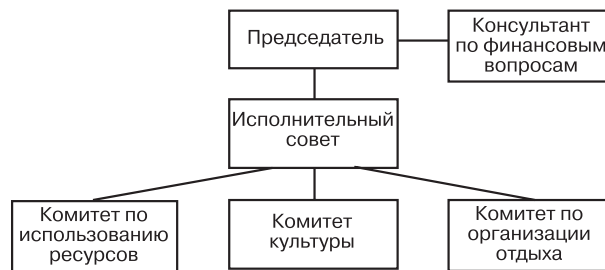 Председатель
Консультант
по финансовым
вопросам
Исполнительный
совет
Комитет по
использованию
ресурсов
Комитет
культуры
Комитет по
организации
отдыха